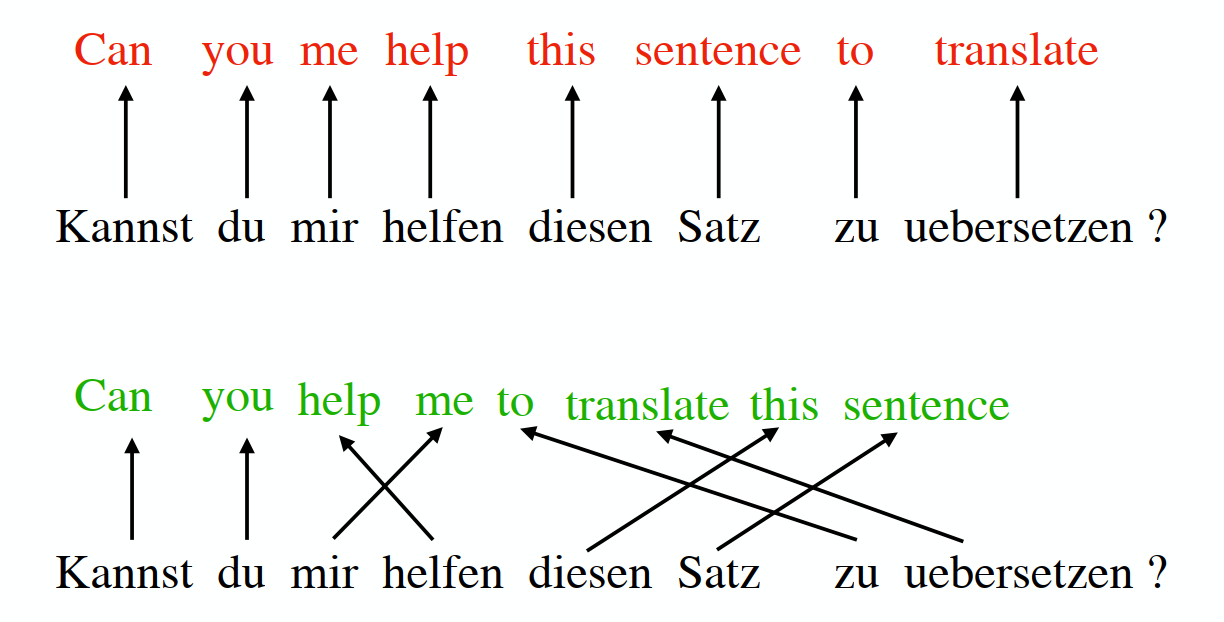 Can you me help this sentence to translate
Kannst du mir helfen diesen Satz zu uebersetzen ?
Can you help me to translate this sentence
Kannst du mir helfen diesen Satz zu uebersetzen ?